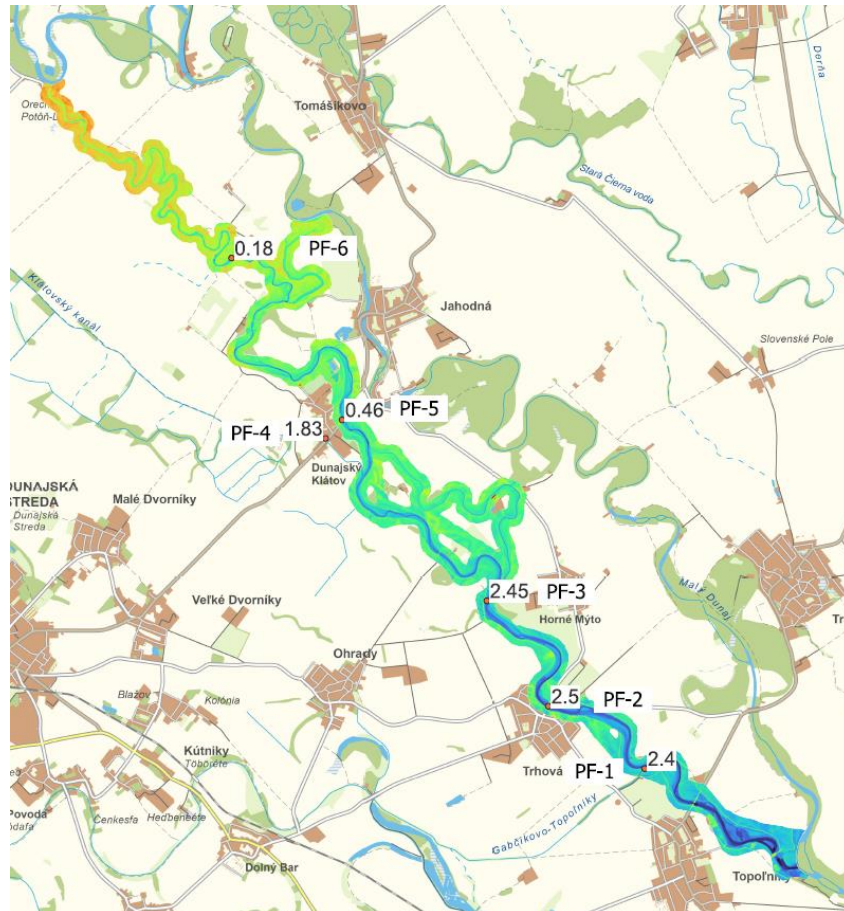 Dorňa
Orecl
Potôň-L
Tomášikovo
Stará Čierna voda
0.18
PF-6
Klátovský kanál
Jahodná
Slovenské Pole
0.46
PF-5
PF-4
1.83
Dunajský
Klátov
DUNAJSKÁ
STREDA
Dunajská
Streda
Malé Dvorníky
Malý Dunaj
Veľké Dvorníky
2.45
PF-3
Horné Mýto
Tr
Ohrady
Blažov
Kolónia
2.5
PF-2
Kútniky
Töböréte
Trhová
PF-1
2.4
Povoda
Čenkesfa
Hedbeneéte
Gabčíkovo-Topoľníky
Dolný Bar
Topoľníky